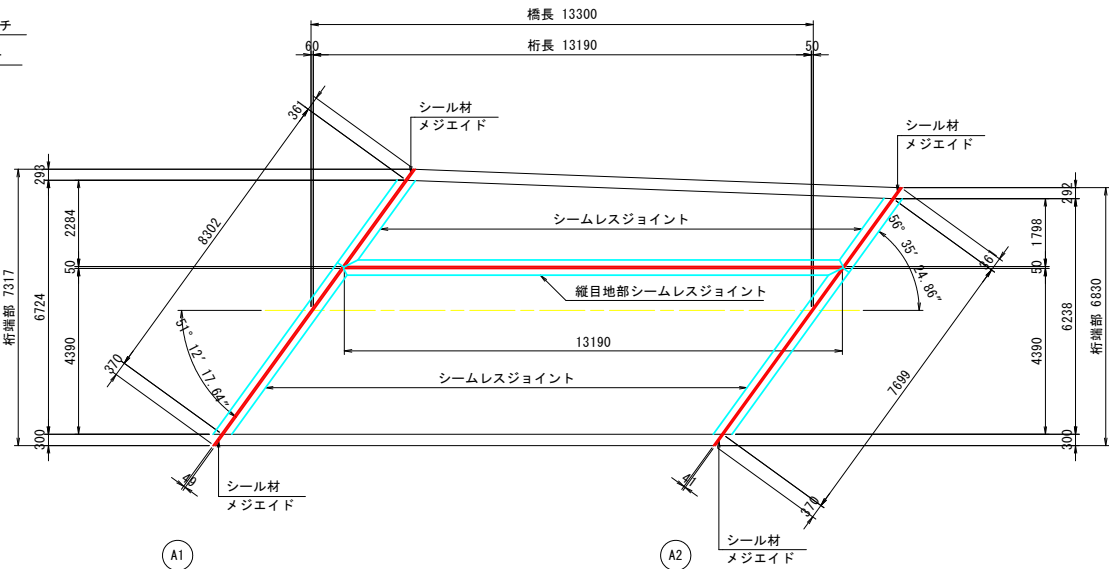 チ
橋長 13300
60
桁長 13190
50
361
シール材
メジエイド
シール材
メジエイド
293
292
8302
2284
シームレスジョイント
56° 35′ 24.86″
1798
361
50
50
縦目地部シームレスジョイント
桁端部 7317
6724
6238
桁端部 6830
51° 12′ 17.64″
13190
4390
4390
370
シームレスジョイント
7699
300
300
49
41
シール材
メジエイド
370
シール材
メジエイド
A1
A2